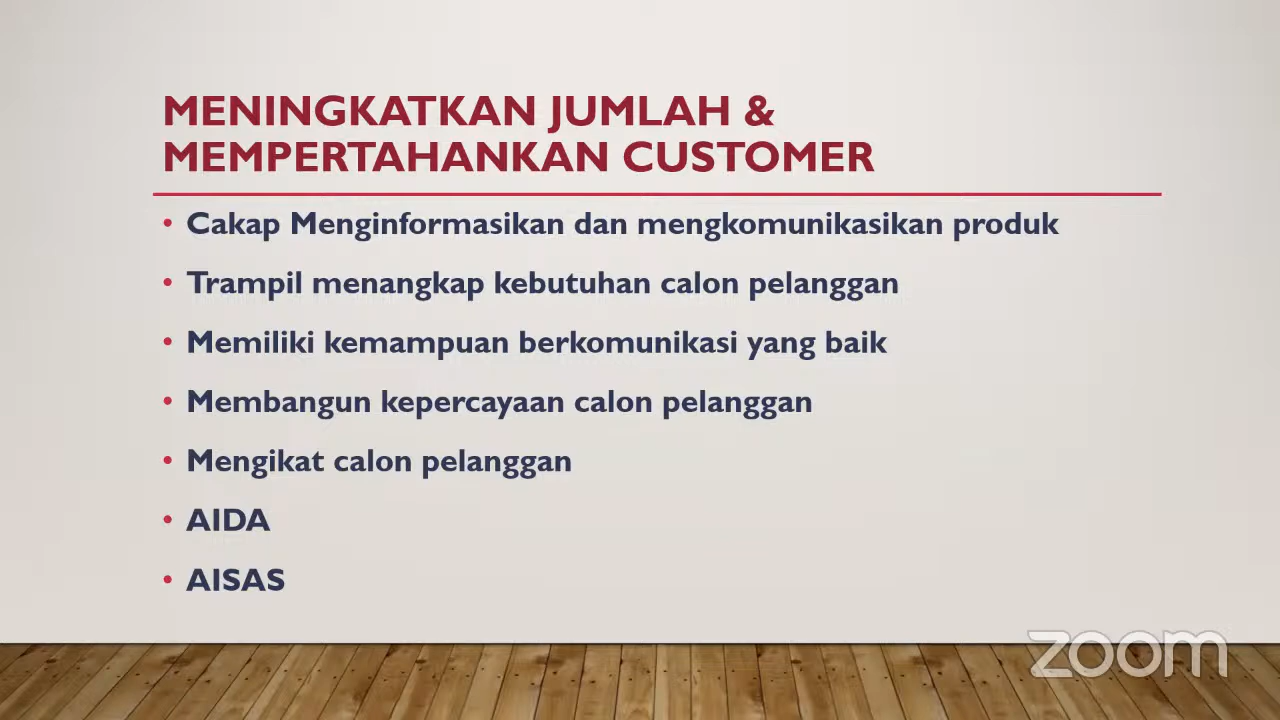 MENINGKATKAN JUMLAH &
MEMPERTAHANKAN CUSTOMER
• Cakap Menginformasikan dan mengkomunikasikan produk
• Trampil menangkap kebutuhan calon pelanggan
• Memiliki kemampuan berkomunikasi yang baik
• Membangun kepercayaan calon pelanggan
• Mengikat calon pelanggan
• AIDA
• AISAS
zoom